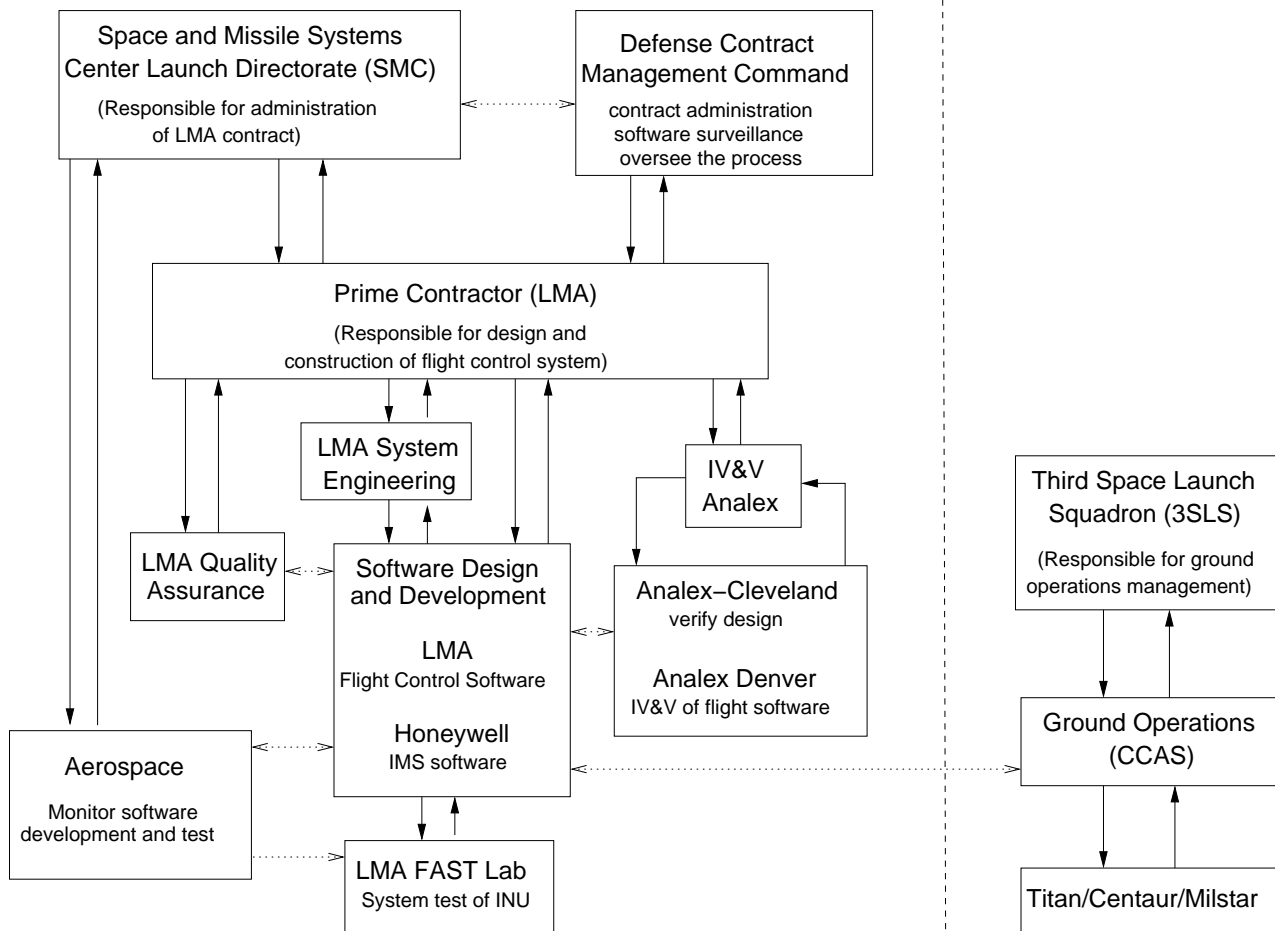 Space and Missile Systems
Center Launch Directorate (SMC)
(Responsible for administration
of LMA contract)
Defense Contract
Management Command
contract administration
software surveillance
oversee the process
Prime Contractor (LMA)
(Responsible for design and
construction of flight control system)
LMA System
Engineering
IV&V
Analex
Third Space Launch
Squadron (3SLS)
(Responsible for ground
operations management)
LMA Quality
Assurance
Software Design
and Development
LMA
Flight Control Software
Honeywell
IMS software
Analex−Cleveland
verify design
Analex Denver
IV&V of flight software
Ground Operations
(CCAS)
Aerospace
Monitor software
development and test
LMA FAST Lab
System test of INU
Titan/Centaur/Milstar